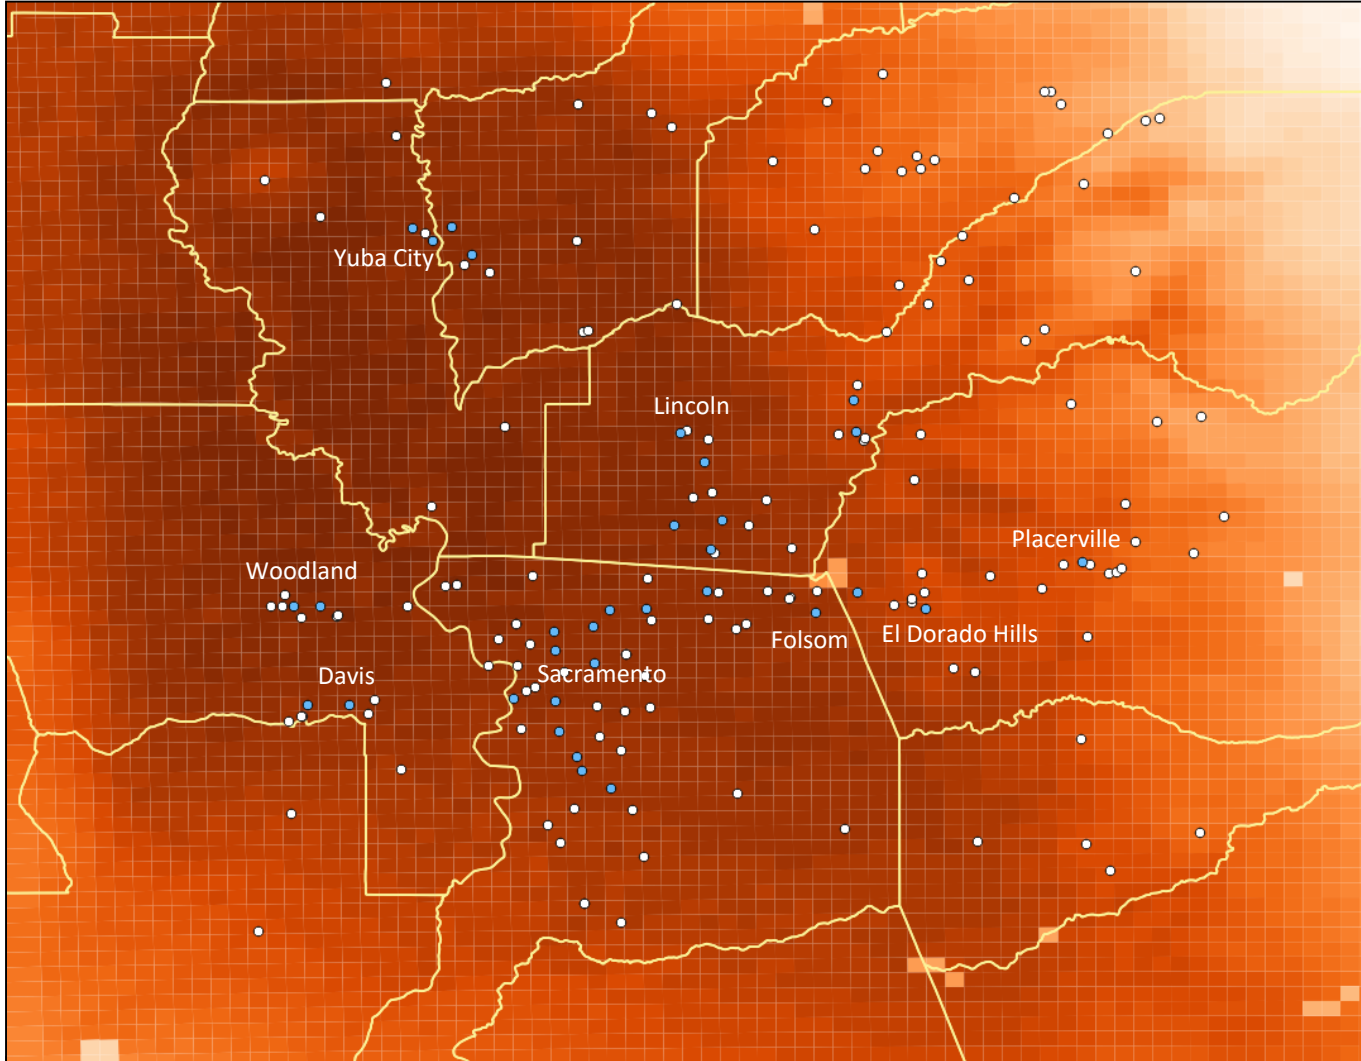 Yuba City
Lincoln
Placerville
Woodland
Folsom
El Dorado Hills
Sacramento
Davis